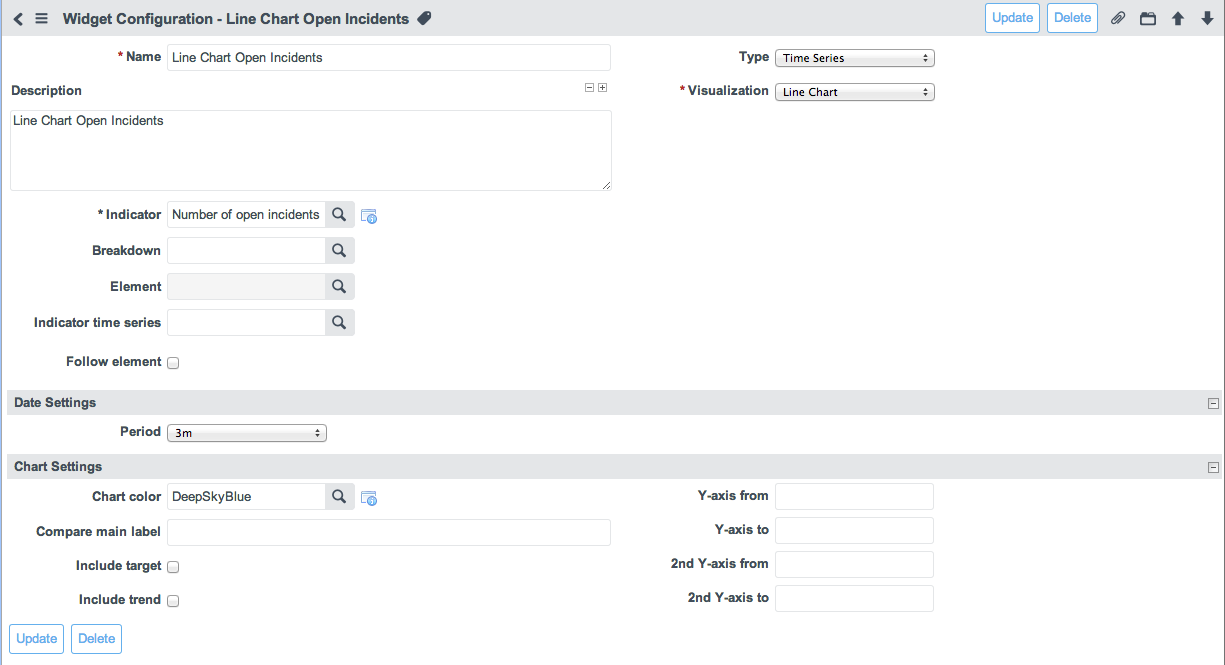 Widget Configuration - Line Chart Open Incidents
Update
Delete
* Name
Line Chart Open Incidents
Type
Time Series
Description
* Visualization
Line Chart
Line Chart Open Incidents
* Indicator
Number of open incidents
Breakdown
Element
Indicator time series
Follow element
Date Settings
Period
3m
Chart Settings
Chart color
DeepSkyBlue
Y-axis from
Compare main label
Y-axis to
Include target
2nd Y-axis from
Include trend
2nd Y-axis to
Update
Delete